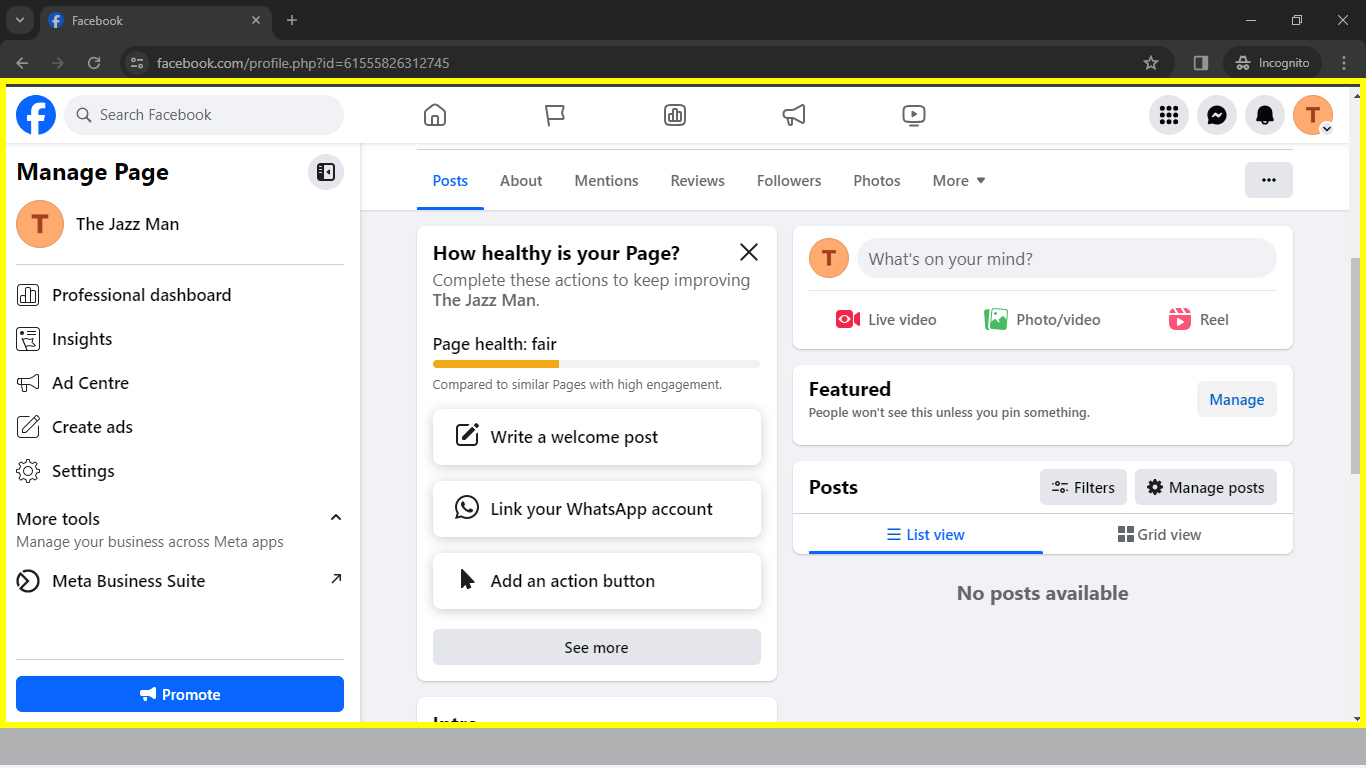 Facebook
facebook.com/profile.php?id=61555826312745
Incognito
Search Facebook
T
Manage Page
T
The Jazz Man
Professional dashboard
Insights
Ad Centre
Create ads
Settings
More tools
Manage your business across Meta apps
Meta Business Suite
Promote
Posts About Mentions Reviews Followers Photos More
How healthy is your Page?
Complete these actions to keep improving
The Jazz Man.
Page health: fair
Compared to similar Pages with high engagement.
Write a welcome post
Link your WhatsApp account
Add an action button
See more
Intro
T
What's on your mind?
Live video Photo/video Reel
Featured
People won't see this unless you pin something.
Manage
Posts
Filters
Manage posts
List view Grid view
No posts available